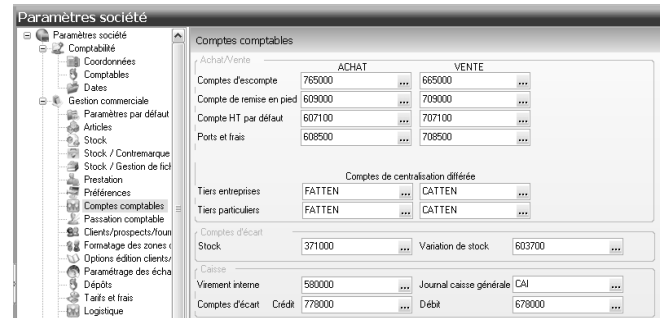 Paramètres société
Paramètres société
Comptabilité
Coordonnées
Comptables
Dates
Gestion commerciale
Paramètres par défaut
Articles
Stock
Stock / Contremarque
Stock / Gestion de fich
Prestation
Préférences
Comptes comptables
Passation comptable
Clients/prospects/four
Formatage des zones
Options édition clients/
Paramétrage des écha
Dépôts
Tarifs et frais
Logistique
Comptes comptables
Achat/Vente
ACHAT VENTE
Comptes d'escompte 765000 ... 665000 ...
Compte de remise en pied 609000 ... 709000 ...
Compte HT par défaut 607100 ... 707100 ...
Ports et frais 608500 ... 708500 ...
Comptes de centralisation différée
Tiers entreprises FATTEN ... CATTEN ...
Tiers particuliers FATTEN ... CATTEN ...
Comptes d'écart
Stock 371000 ... Variation de stock 603700 ...
Caisse
Virement interne 580000 ... Journal caisse générale CAI ...
Comptes d'écart Crédit 778000 ... Débit 678000 ...